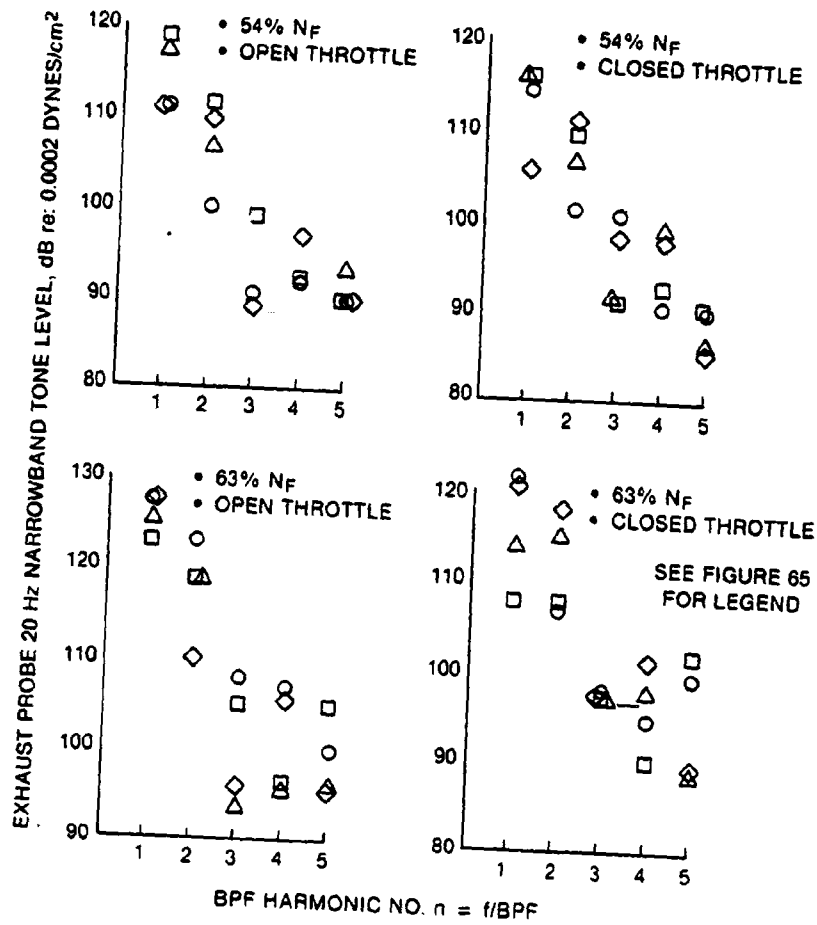 EXHAUST PROBE 20 Hz NARROWBAND TONE LEVEL, dB re: 0.0002 DYNES/cm²
• 54% NF
• OPEN THROTTLE
120
110
100
90
80
1 2 3 4 5
• 54% NF
• CLOSED THROTTLE
120
110
100
90
80
1 2 3 4 5
• 63% NF
• OPEN THROTTLE
130
120
110
100
90
1 2 3 4 5
• 63% NF
• CLOSED THROTTLE
SEE FIGURE 65
FOR LEGEND
120
110
100
90
80
1 2 3 4 5
BPF HARMONIC NO. n = f/BPF